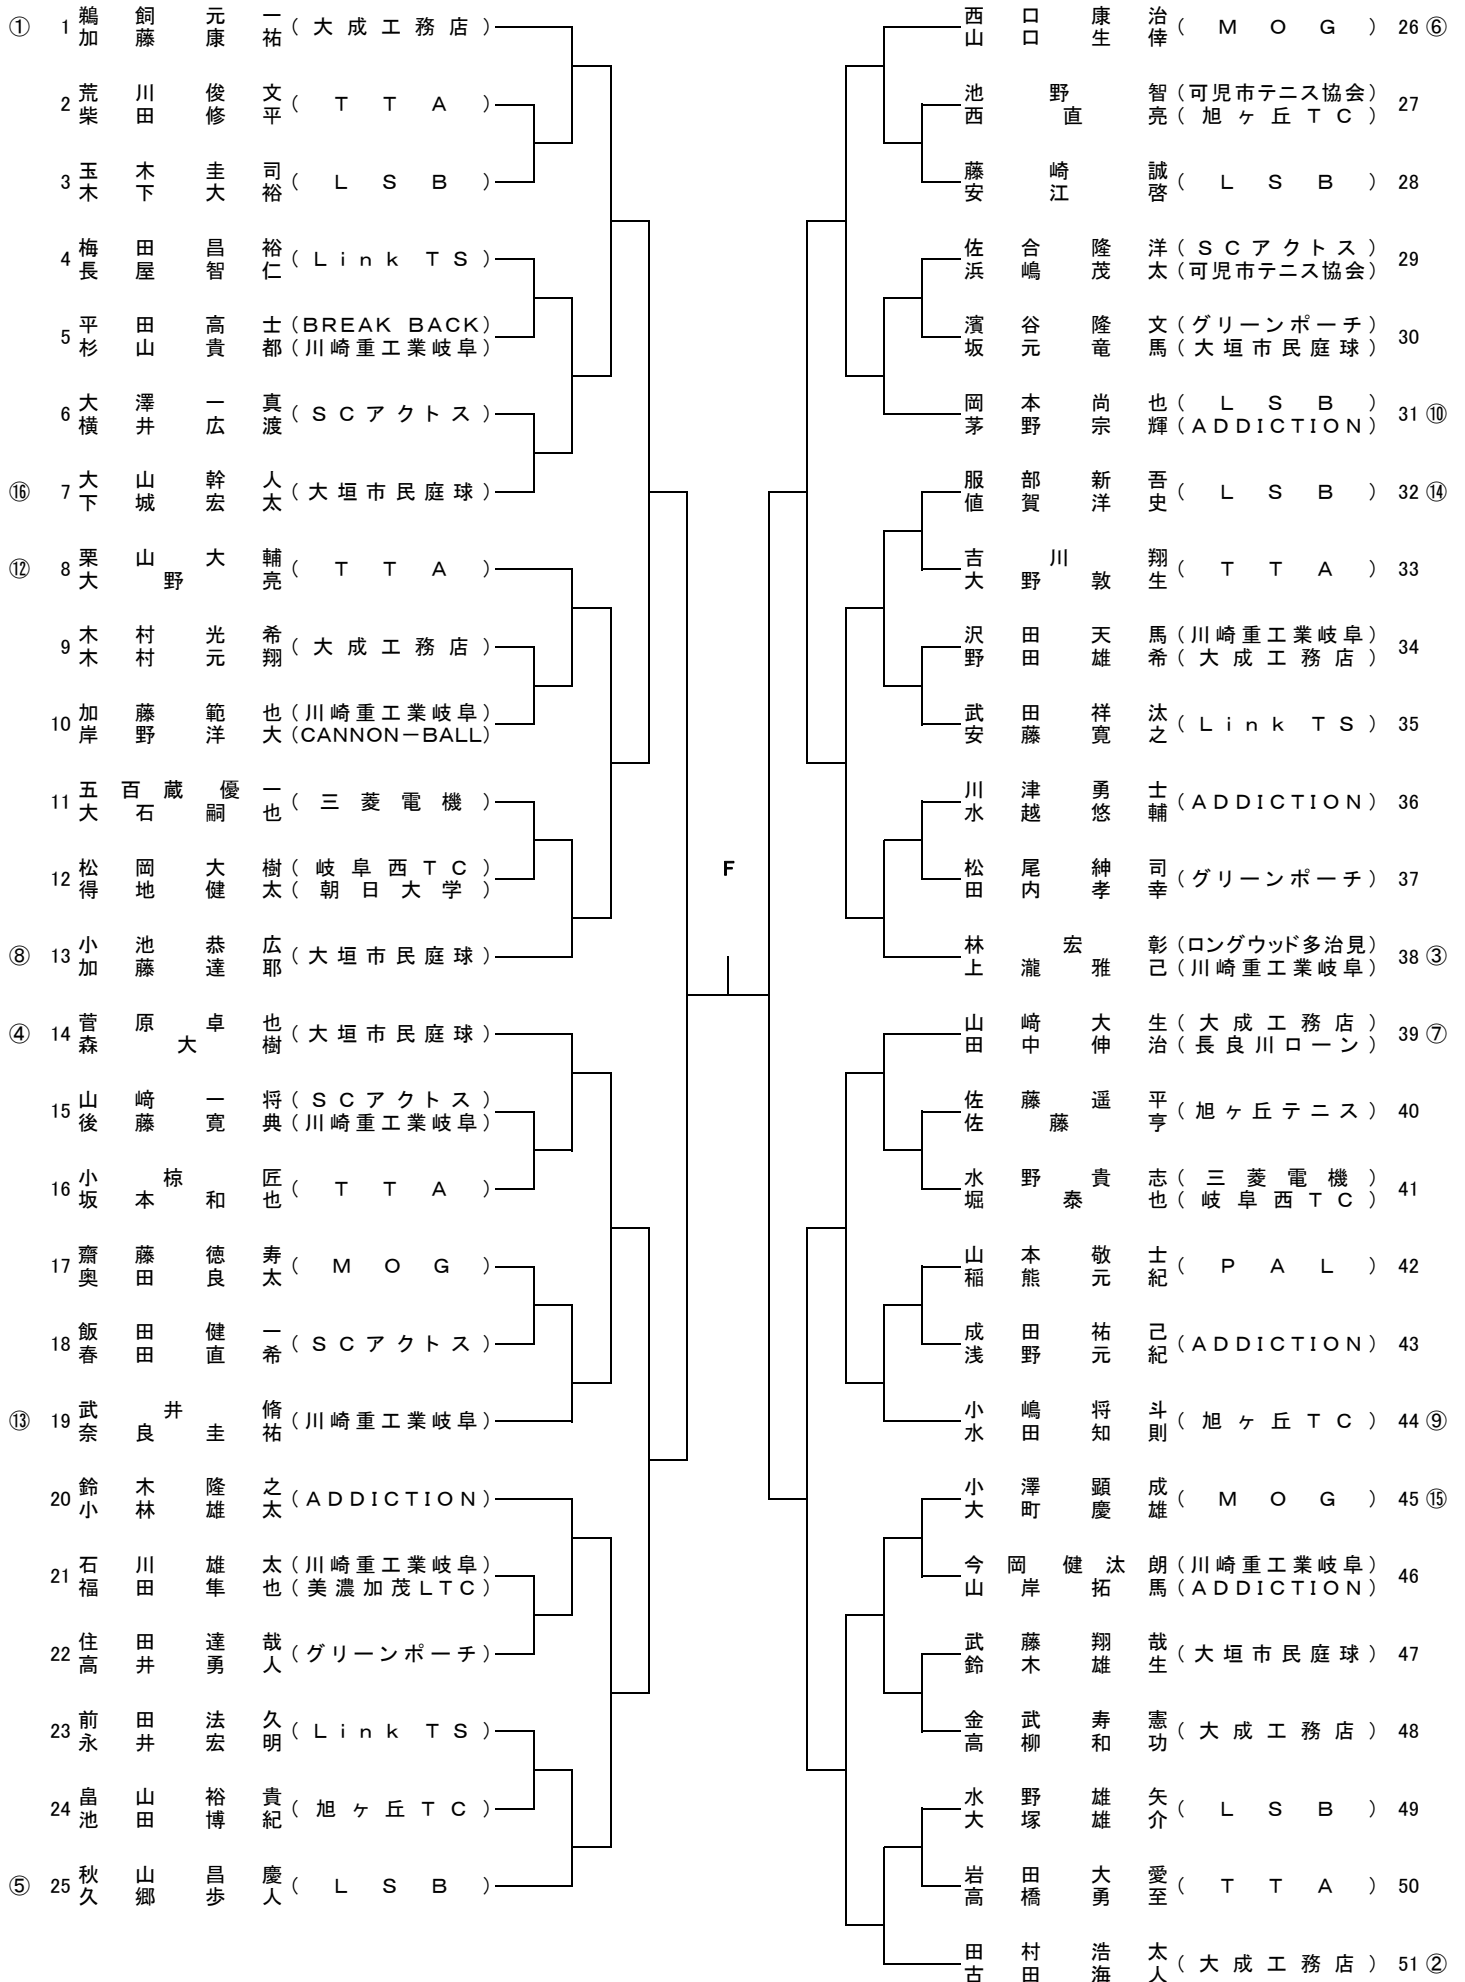 ① 1 鵜飼元一 (大成工務店)
加藤康祐
2 荒川俊文 (TTA)
柴田修平
3 玉木圭司 (LSB)
木下大裕
4 梅田昌裕 (Link TS)
長屋智仁
5 平田高士 (BREAK BACK)
杉山貴都 (川崎重工業岐阜)
6 大澤一真 (SCアクトス)
横井広渡
⑯ 7 大山幹人 (大垣市民庭球)
下城宏太
⑫ 8 栗山大輔 (TTA)
大野亮
9 木村光希 (大成工務店)
木村元翔
10 加藤範也 (川崎重工業岐阜)
岸野洋大 (CANNON-BALL)
11 五百蔵優一 (三菱電機)
大石嗣也
12 松岡大樹 (岐阜西TC)
得地健太 (朝日大学)
⑧ 13 小池恭広 (大垣市民庭球)
加藤達耶
④ 14 菅原卓也 (大垣市民庭球)
森大樹
15 山﨑一将 (SCアクトス)
後藤寛典 (川崎重工業岐阜)
16 小椋匠 (TTA)
坂本和也
17 齋藤徳寿 (MOG)
奥田良太
18 飯田健一 (SCアクトス)
春田直希
⑬ 19 武井脩 (川崎重工業岐阜)
奈良圭祐
20 鈴木隆之 (ADDICTION)
小林雄太
21 石川雄太 (川崎重工業岐阜)
福田隼也 (美濃加茂LTC)
22 住田達哉 (グリーンポーチ)
高井勇人
23 前田法久 (Link TS)
永井宏明
24 畠山裕貴 (旭ヶ丘TC)
池田博紀
⑤ 25 秋山昌慶 (LSB)
久郷歩人
F
西口康治 (MOG) 26 ⑥
山口生倖
池野智 (可児市テニス協会) 27
西直亮 (旭ヶ丘TC)
藤崎誠 (LSB) 28
安江啓
佐合隆洋 (SCアクトス) 29
浜嶋茂太 (可児市テニス協会)
濱谷隆文 (グリーンポーチ) 30
坂元竜馬 (大垣市民庭球)
岡本尚也 (LSB) 31 ⑩
茅野宗輝 (ADDICTION)
服部新吾 (LSB) 32 ⑭
値賀洋史
吉川翔 (TTA) 33
大野敦生
沢田天馬 (川崎重工業岐阜) 34
野田雄希 (大成工務店)
武田祥汰 (Link TS) 35
安藤寛之
川津勇士 (ADDICTION) 36
水越悠輔
松尾紳司 (グリーンポーチ) 37
田内孝幸
林宏彰 (ロングウッド多治見) 38 ③
上瀧雅己 (川崎重工業岐阜)
山﨑大生 (大成工務店) 39 ⑦
田中伸治 (長良川ローン)
佐藤遥平 (旭ヶ丘テニス) 40
佐藤亨
水野貴志 (三菱電機) 41
堀泰也 (岐阜西TC)
山本敬士 (PAL) 42
稲熊元紀
成田祐己 (ADDICTION) 43
浅野元紀
小嶋将斗 (旭ヶ丘TC) 44 ⑨
水田知則
小澤顕成 (MOG) 45 ⑮
大町慶雄
今岡健汰朗 (川崎重工業岐阜) 46
山岸拓馬 (ADDICTION)
武藤翔哉 (大垣市民庭球) 47
鈴木雄生
金武寿憲 (大成工務店) 48
高柳和功
水野雄矢 (LSB) 49
大塚雄介
岩田大愛 (TTA) 50
高橋勇至
田村浩太 (大成工務店) 51 ②
古田海人